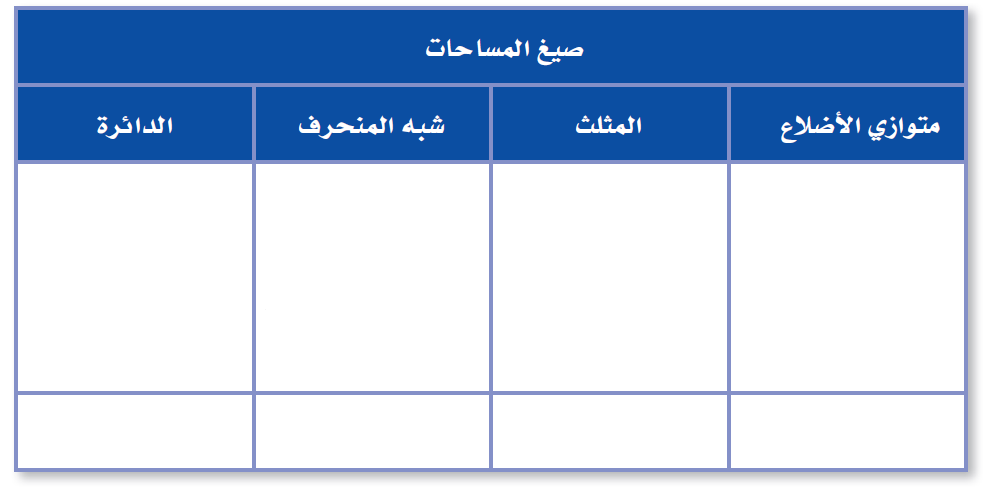 صيغ المساحات
متوازي الأضلاع
المثلث
شبه المنحرف
الدائرة